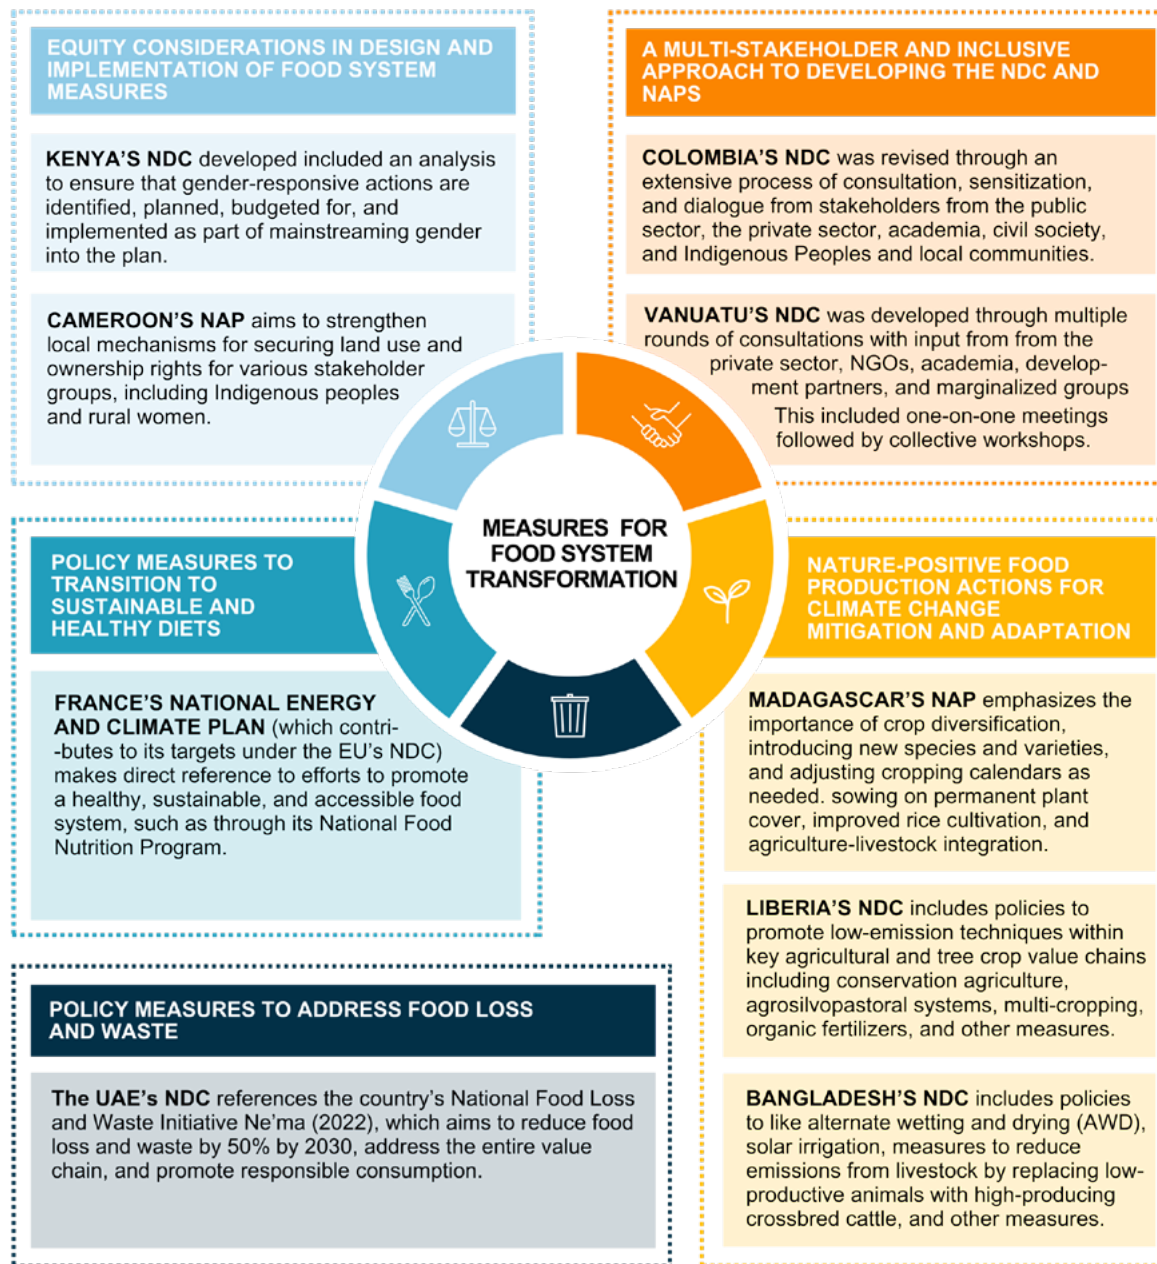 EQUITY CONSIDERATIONS IN DESIGN AND
IMPLEMENTATION OF FOOD SYSTEM
MEASURES
KENYA'S NDC developed included an analysis
to ensure that gender-responsive actions are
identified, planned, budgeted for, and
implemented as part of mainstreaming gender
into the plan.
CAMEROON'S NAP aims to strengthen
local mechanisms for securing land use and
ownership rights for various stakeholder
groups, including Indigenous peoples
and rural women.
A MULTI-STAKEHOLDER AND INCLUSIVE
APPROACH TO DEVELOPING THE NDC AND
NAPS
COLOMBIA'S NDC was revised through an
extensive process of consultation, sensitization,
and dialogue from stakeholders from the public
sector, the private sector, academia, civil society,
and Indigenous Peoples and local communities.
VANUATU'S NDC was developed through multiple
rounds of consultations with input from from the
private sector, NGOs, academia, develop-
ment partners, and marginalized groups
This included one-on-one meetings
followed by collective workshops.
MEASURES FOR
FOOD SYSTEM
TRANSFORMATION
POLICY MEASURES TO
TRANSITION TO
SUSTAINABLE AND
HEALTHY DIETS
FRANCE'S NATIONAL ENERGY
AND CLIMATE PLAN (which contri-
-butes to its targets under the EU's NDC)
makes direct reference to efforts to promote
a healthy, sustainable, and accessible food
system, such as through its National Food
Nutrition Program.
NATURE-POSITIVE FOOD
PRODUCTION ACTIONS FOR
CLIMATE CHANGE
MITIGATION AND ADAPTATION
MADAGASCAR'S NAP emphasizes the
importance of crop diversification,
introducing new species and varieties,
and adjusting cropping calendars as
needed. sowing on permanent plant
cover, improved rice cultivation, and
agriculture-livestock integration.
LIBERIA'S NDC includes policies to
promote low-emission techniques within
key agricultural and tree crop value chains
including conservation agriculture,
agrosilvopastoral systems, multi-cropping,
organic fertilizers, and other measures.
BANGLADESH'S NDC includes policies
to like alternate wetting and drying (AWD),
solar irrigation, measures to reduce
emissions from livestock by replacing low-
productive animals with high-producing
crossbred cattle, and other measures.
POLICY MEASURES TO ADDRESS FOOD LOSS
AND WASTE
The UAE's NDC references the country's National Food Loss
and Waste Initiative Ne'ma (2022), which aims to reduce food
loss and waste by 50% by 2030, address the entire value
chain, and promote responsible consumption.